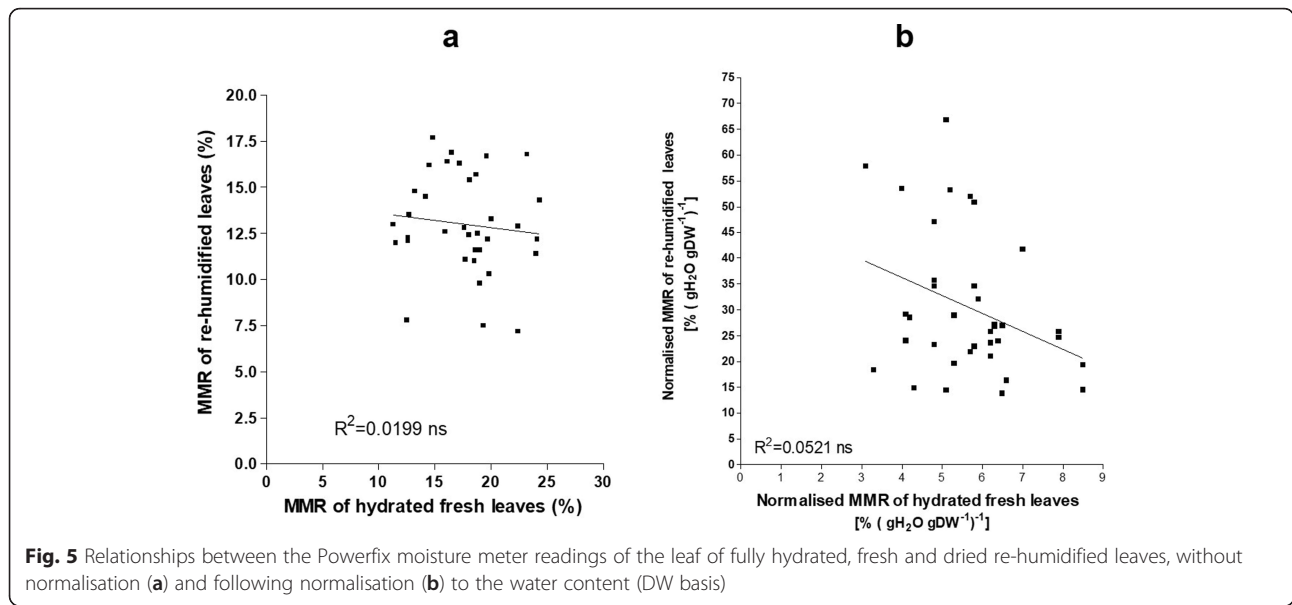 a
MMR of re-humidified leaves (%)
20.0
17.5
15.0
12.5
10.0
7.5
5.0
2.5
0.0
R²=0.0199 ns
0 5 10 15 20 25 30
MMR of hydrated fresh leaves (%)
b
Normalised MMR of re-humidified leaves
[% ( gH₂O gDW⁻¹)⁻¹]
75
70
65
60
55
50
45
40
35
30
25
20
15
10
5
0
R²=0.0521 ns
0 1 2 3 4 5 6 7 8 9
Normalised MMR of hydrated fresh leaves
[% ( gH₂O gDW⁻¹)⁻¹]
Fig. 5 Relationships between the Powerfix moisture meter readings of the leaf of fully hydrated, fresh and dried re-humidified leaves, without
normalisation (a) and following normalisation (b) to the water content (DW basis)